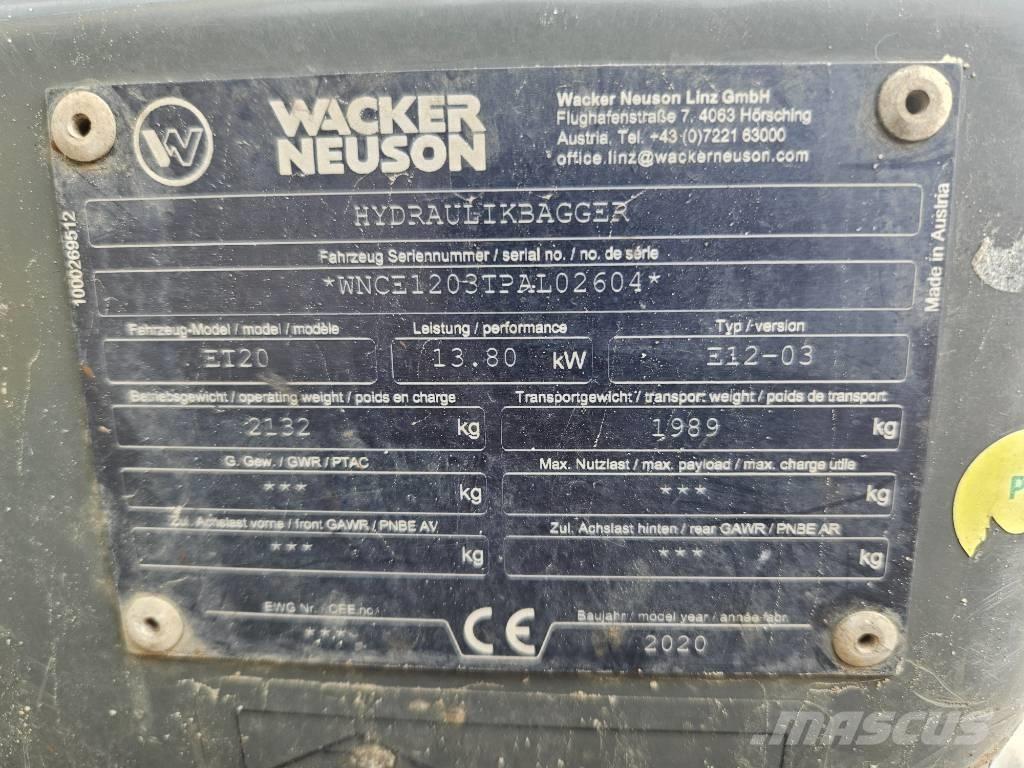 WACKER
NEUSON
Wacker Neuson Linz GmbH
Flughafenstraße 7, 4063 Hörsching
Austria, Tel. +43 (0)7221 63000
office.linz@wackerneuson.com
1000269512
Made in Austria
HYDRAULIKBAGGER
Fahrzeug Seriennummer / serial no. / no. de série
*WNCE1203TPAL02604*
Fahrzeug-Model / model / modèle
Leistung / performance
Typ / version
ET20
13.80 kW
E12-03
Betriebsgewicht / operating weight / poids en charge
Transportgewicht / transport weight / poids de transport
2132 kg
1989 kg
G. Gew. / GWR / PTAC
Max. Nutzlast / max. payload / max. charge utile
*** kg
*** kg
Zul. Achslast vorne / front GAWR / PNBE AV
Zul. Achslast hinten / rear GAWR / PNBE AR
*** kg
*** kg
EWG Nr. / CEE.no.
***
CE
Baujahr / model year / année fabr.
2020
P
MASCUS